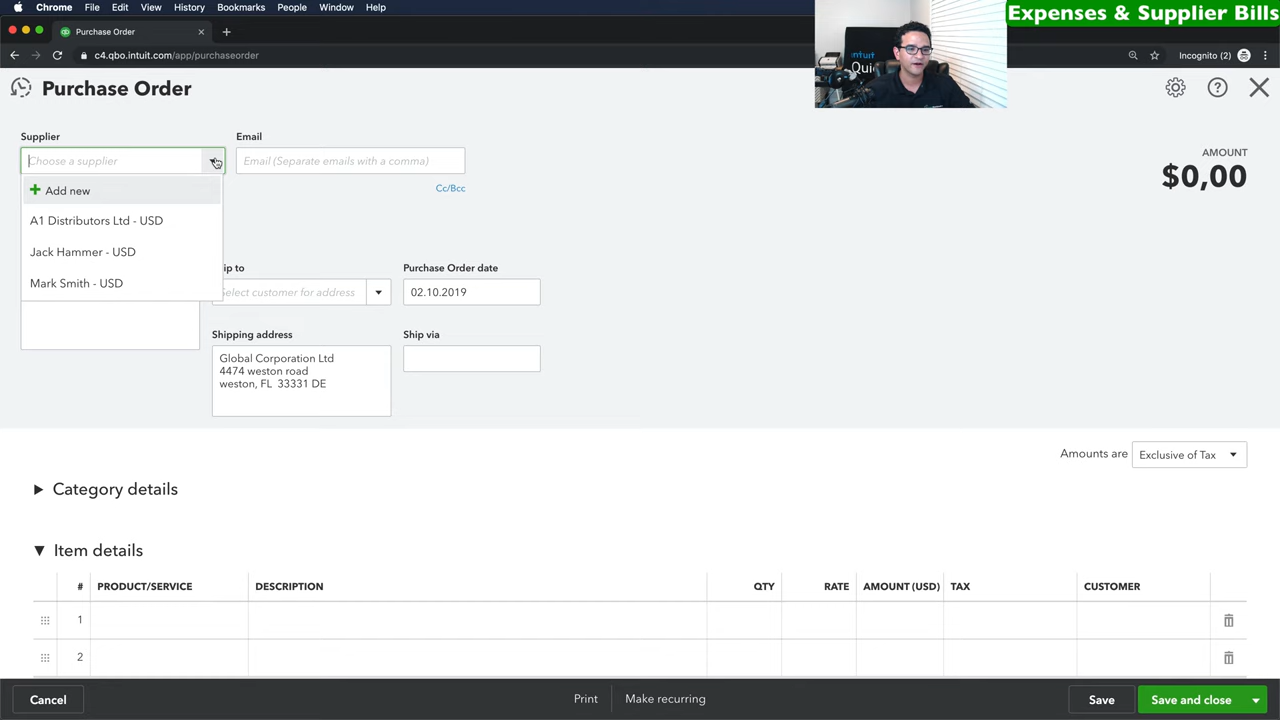 Chrome File Edit View History Bookmarks People Window Help
Expenses & Supplier Bills
Purchase Order
c4.qbo.intuit.com/app/purchas
Incognito (2)
intuit
Quic
Purchase Order
Supplier
Email
Choose a supplier
Email (Separate emails with a comma)
AMOUNT
$0,00
Cc/Bcc
Add new
A1 Distributors Ltd - USD
Jack Hammer - USD
Mark Smith - USD
ip to
Purchase Order date
Select customer for address
02.10.2019
Shipping address
Ship via
Global Corporation Ltd
4474 weston road
weston, FL 33331 DE
Amounts are
Exclusive of Tax
Category details
Item details
# PRODUCT/SERVICE DESCRIPTION QTY RATE AMOUNT (USD) TAX CUSTOMER
1
2
Cancel
Print
Make recurring
Save
Save and close